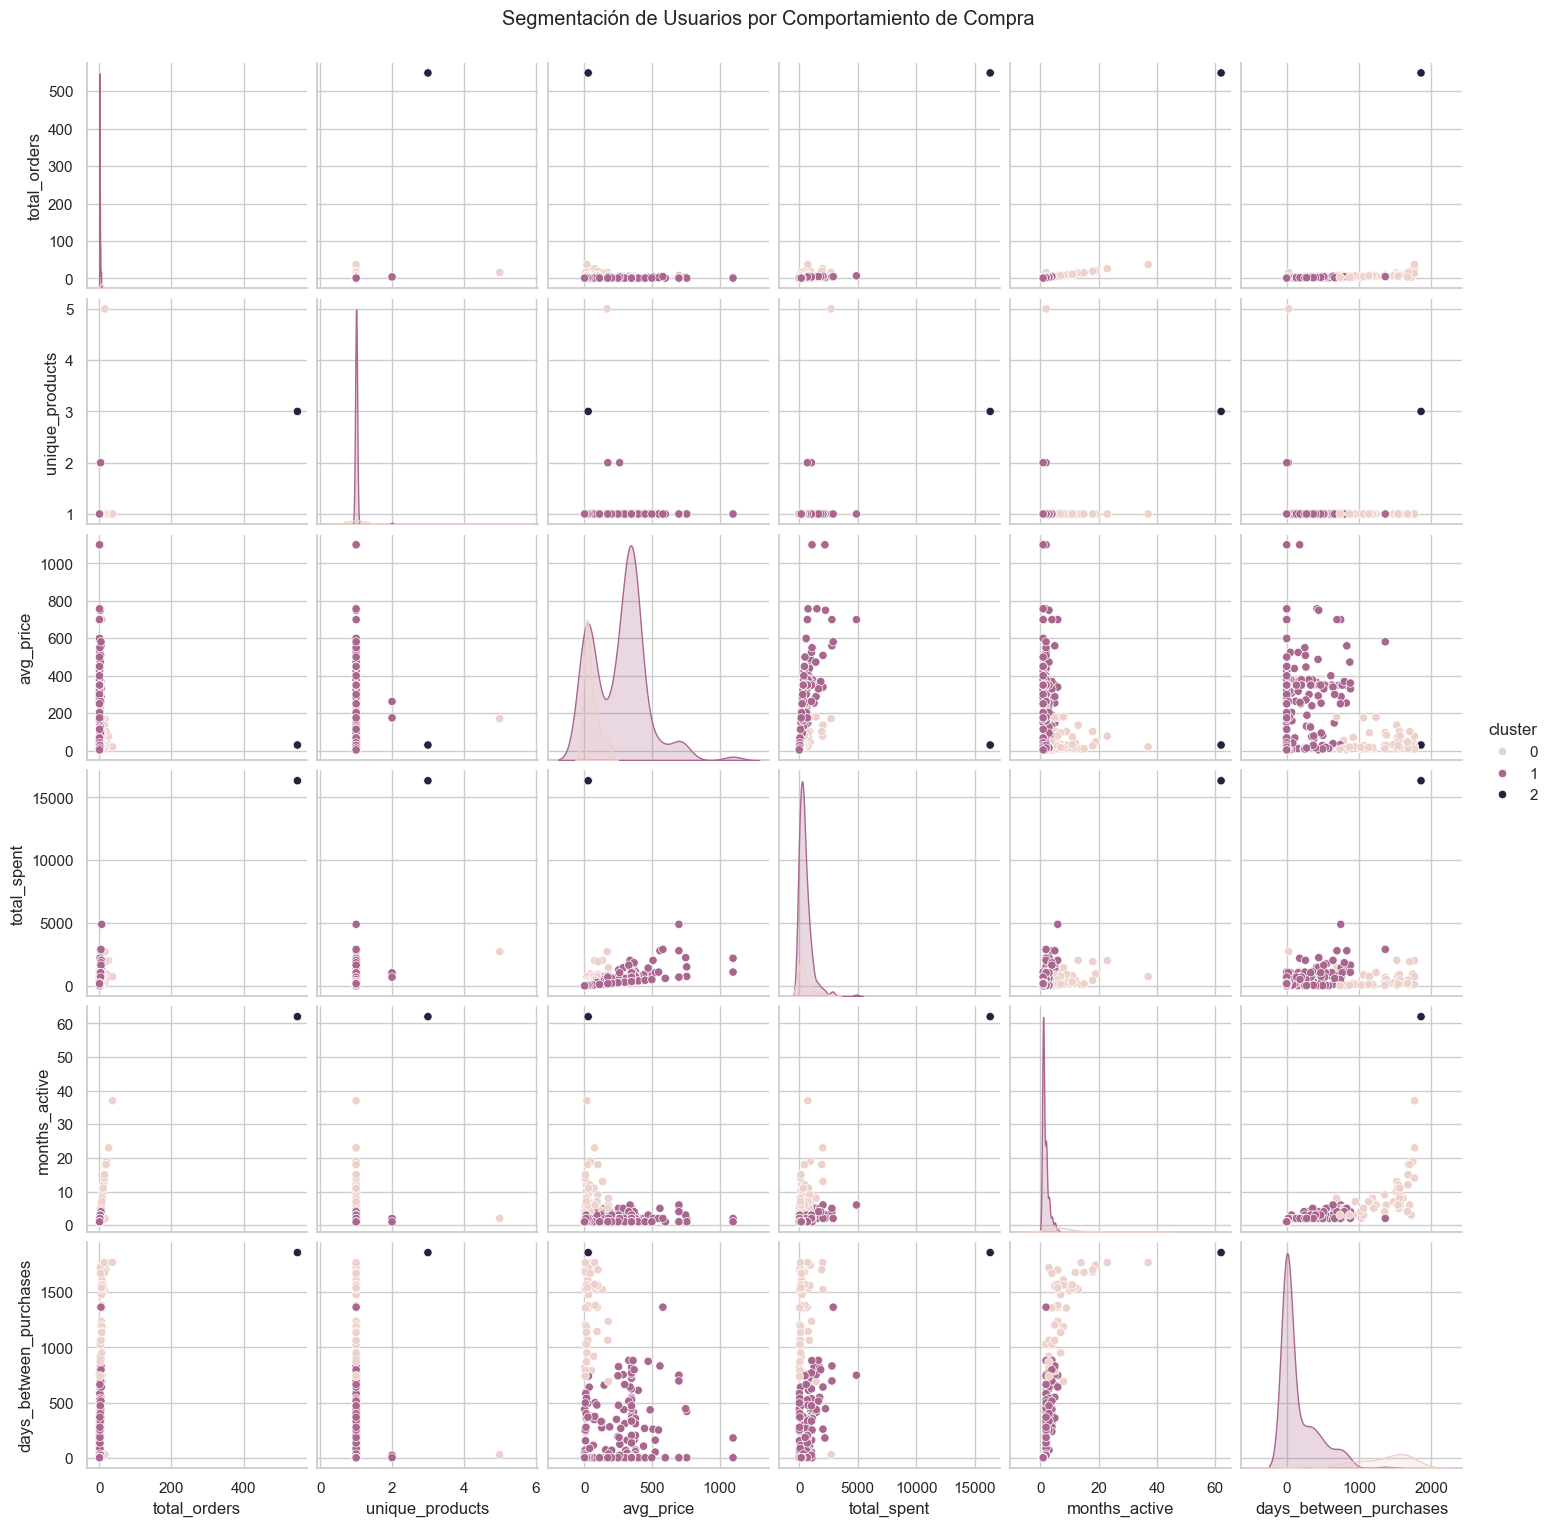 Segmentación de Usuarios por Comportamiento de Compra
total_orders
500
400
300
200
100
0
unique_products
5
4
3
2
1
avg_price
1000
800
600
400
200
0
total_spent
15000
10000
5000
0
months_active
60
50
40
30
20
10
0
days_between_purchases
1500
1000
500
0
0 200 400
total_orders
0 2 4 6
unique_products
0 500 1000
avg_price
0 5000 10000 15000
total_spent
0 20 40 60
months_active
0 1000 2000
days_between_purchases
cluster
0
1
2